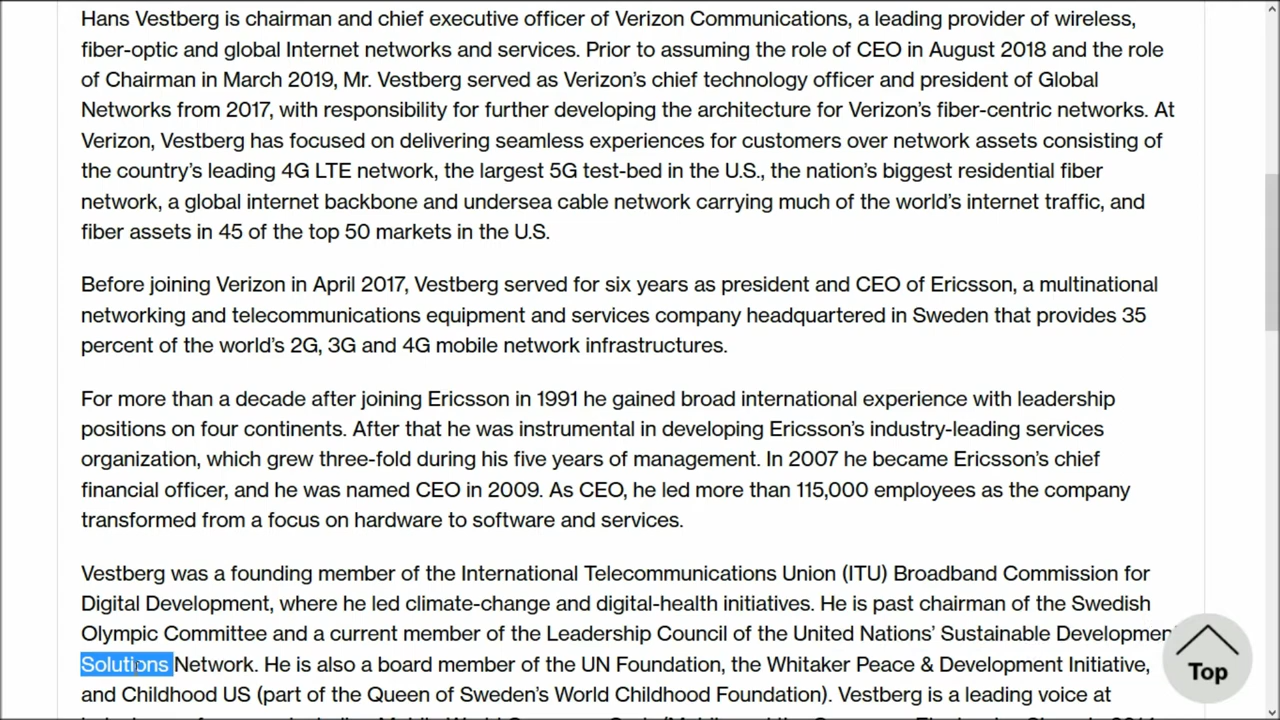 Hans Vestberg is chairman and chief executive officer of Verizon Communications, a leading provider of wireless,
fiber-optic and global Internet networks and services. Prior to assuming the role of CEO in August 2018 and the role
of Chairman in March 2019, Mr. Vestberg served as Verizon's chief technology officer and president of Global
Networks from 2017, with responsibility for further developing the architecture for Verizon's fiber-centric networks. At
Verizon, Vestberg has focused on delivering seamless experiences for customers over network assets consisting of
the country's leading 4G LTE network, the largest 5G test-bed in the U.S., the nation's biggest residential fiber
network, a global internet backbone and undersea cable network carrying much of the world's internet traffic, and
fiber assets in 45 of the top 50 markets in the U.S.
Before joining Verizon in April 2017, Vestberg served for six years as president and CEO of Ericsson, a multinational
networking and telecommunications equipment and services company headquartered in Sweden that provides 35
percent of the world's 2G, 3G and 4G mobile network infrastructures.
For more than a decade after joining Ericsson in 1991 he gained broad international experience with leadership
positions on four continents. After that he was instrumental in developing Ericsson's industry-leading services
organization, which grew three-fold during his five years of management. In 2007 he became Ericsson's chief
financial officer, and he was named CEO in 2009. As CEO, he led more than 115,000 employees as the company
transformed from a focus on hardware to software and services.
Vestberg was a founding member of the International Telecommunications Union (ITU) Broadband Commission for
Digital Development, where he led climate-change and digital-health initiatives. He is past chairman of the Swedish
Olympic Committee and a current member of the Leadership Council of the United Nations' Sustainable Development
Solutions Network. He is also a board member of the UN Foundation, the Whitaker Peace & Development Initiative,
and Childhood US (part of the Queen of Sweden's World Childhood Foundation). Vestberg is a leading voice at
Top